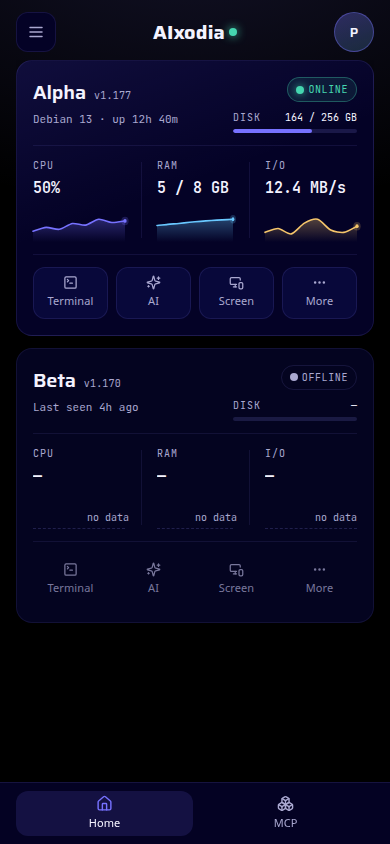 AIxodia
P
Alpha v1.177
ONLINE
Debian 13 · up 12h 40m
DISK 164 / 256 GB
CPU RAM I/O
50% 5 / 8 GB 12.4 MB/s
Terminal AI Screen More
Beta v1.170
OFFLINE
Last seen 4h ago
DISK —
CPU RAM I/O
— — —
no data no data no data
Terminal AI Screen More
Home MCP